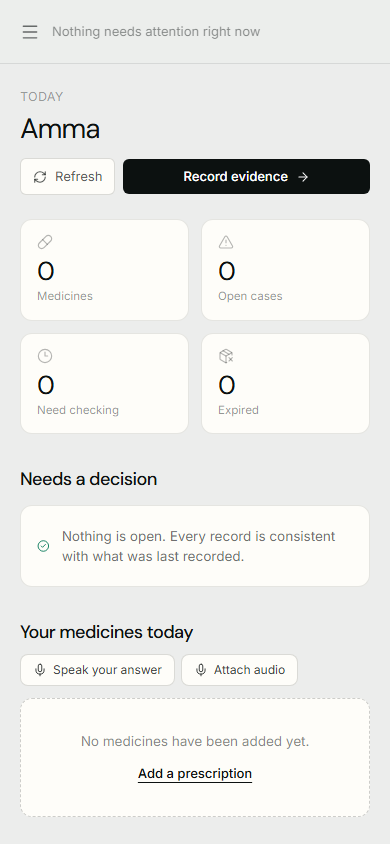 Nothing needs attention right now
TODAY
Amma
Refresh
Record evidence
0
Medicines
0
Open cases
0
Need checking
0
Expired
Needs a decision
Nothing is open. Every record is consistent
with what was last recorded.
Your medicines today
Speak your answer
Attach audio
No medicines have been added yet.
Add a prescription